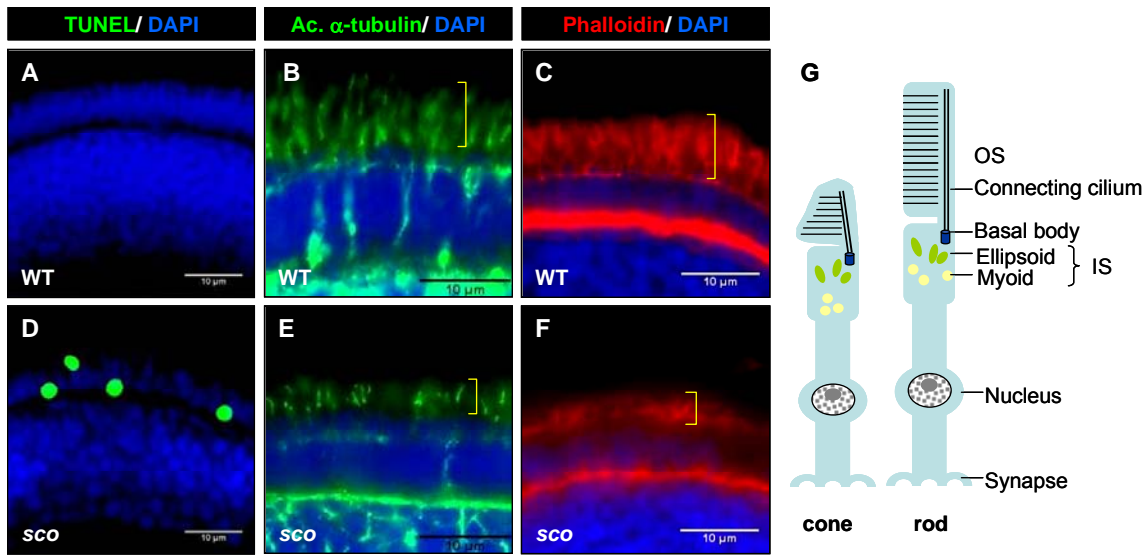 TUNEL/ DAPI
Ac. α-tubulin/ DAPI
Phalloidin/ DAPI
A
WT
10 µm
B
WT
10 µm
C
WT
10 µm
D
sco
10 µm
E
sco
10 µm
F
sco
10 µm
G
OS
Connecting cilium
Basal body
Ellipsoid
Myoid
IS
Nucleus
Synapse
cone
rod